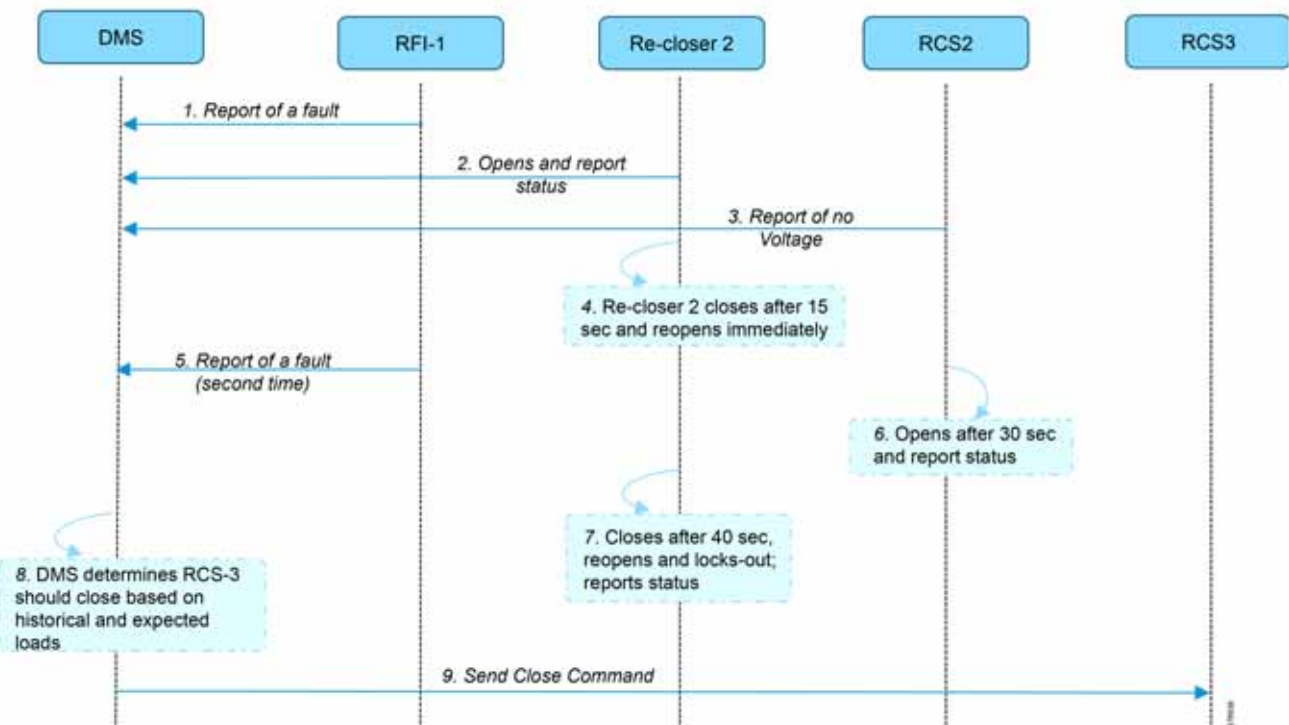 DMS
RFI-1
Re-closer 2
RCS2
RCS3
1. Report of a fault
2. Opens and report
status
3. Report of no
Voltage
4. Re-closer 2 closes after 15
sec and reopens immediately
5. Report of a fault
(second time)
6. Opens after 30 sec
and report status
7. Closes after 40 sec,
reopens and locks-out;
reports status
8. DMS determines RCS-3
should close based on
historical and expected
loads
9. Send Close Command